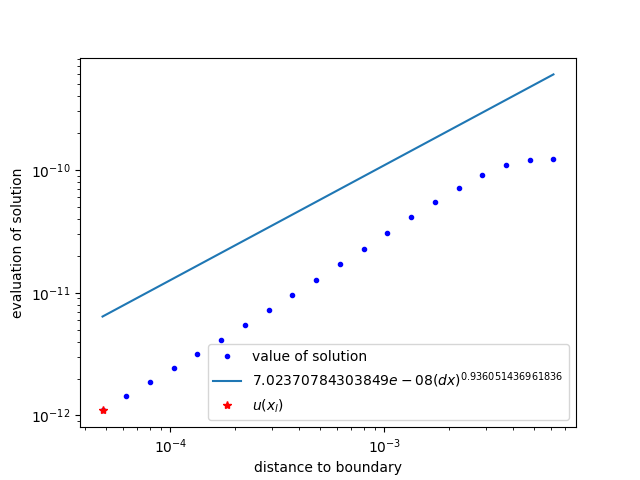 evaluation of solution
10⁻¹⁰
10⁻¹¹
10⁻¹²
value of solution
7.02370784303849e − 08(dx)^0.936051436961836
u(xₗ)
10⁻⁴
10⁻³
distance to boundary